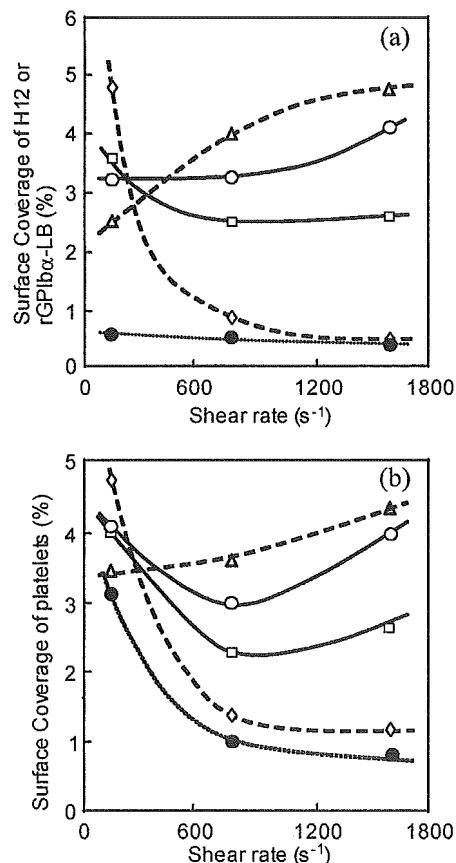 (a)
Surface Coverage of H12 or
rGPIbα-LB (%)
6
5
4
3
2
1
0
0 600 1200 1800
Shear rate (s⁻¹)
(b)
Surface Coverage of platelets (%)
5
4
3
2
1
0
0 600 1200 1800
Shear rate (s⁻¹)